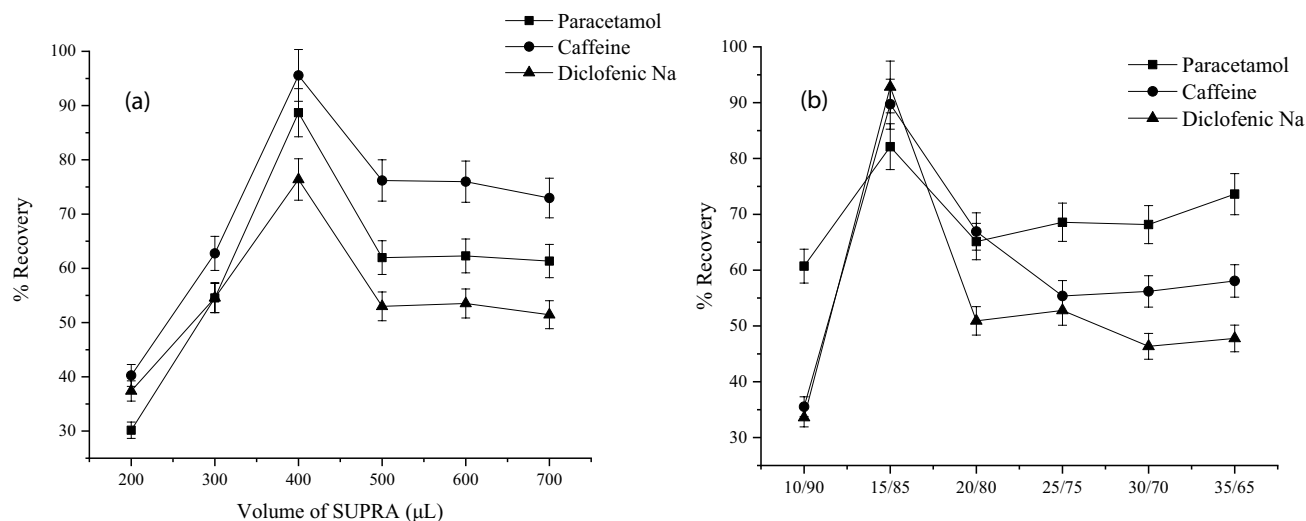 Paracetamol
Caffeine
Diclofenic Na
(a)
% Recovery
100
90
80
70
60
50
40
30
200 300 400 500 600 700
Volume of SUPRA (µL)
Paracetamol
Caffeine
Diclofenic Na
(b)
% Recovery
100
90
80
70
60
50
40
30
10/90 15/85 20/80 25/75 30/70 35/65